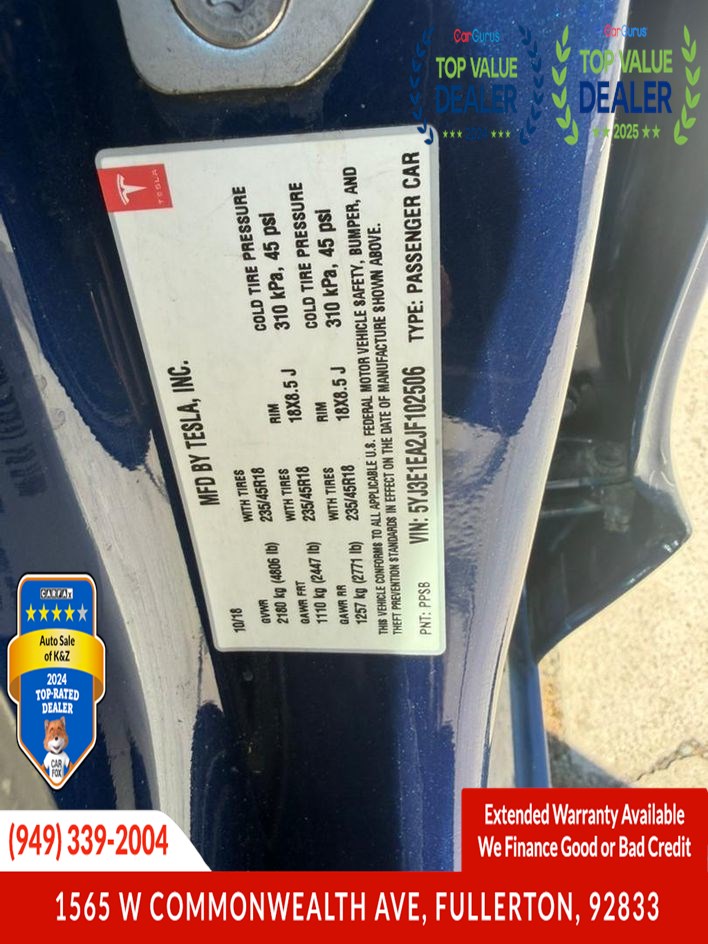 CarGurus
TOP VALUE
DEALER
CarGurus
TOP VALUE
DEALER
2025
TESLA
MFD BY TESLA, INC.
10/18
GVWR WITH TIRES RIM COLD TIRE PRESSURE
2180 kg (4806 lb) 235/45R18 18X8.5 J 310 kPa, 45 psi
GAWR FRT WITH TIRES RIM COLD TIRE PRESSURE
1110 kg (2447 lb) 235/45R18 18X8.5 J 310 kPa, 45 psi
GAWR RR WITH TIRES
1257 kg (2771 lb) 235/45R18
THIS VEHICLE CONFORMS TO ALL APPLICABLE U.S. FEDERAL MOTOR VEHICLE SAFETY, BUMPER, AND
THEFT PREVENTION STANDARDS IN EFFECT ON THE DATE OF MANUFACTURE SHOWN ABOVE.
PNT: PPSB VIN: 5YJ3E1EA2JF102506 TYPE: PASSENGER CAR
CARFAX
Auto Sale
of K&Z
2024
TOP-RATED
DEALER
CAR
FOX
(949) 339-2004
Extended Warranty Available
We Finance Good or Bad Credit
1565 W COMMONWEALTH AVE, FULLERTON, 92833